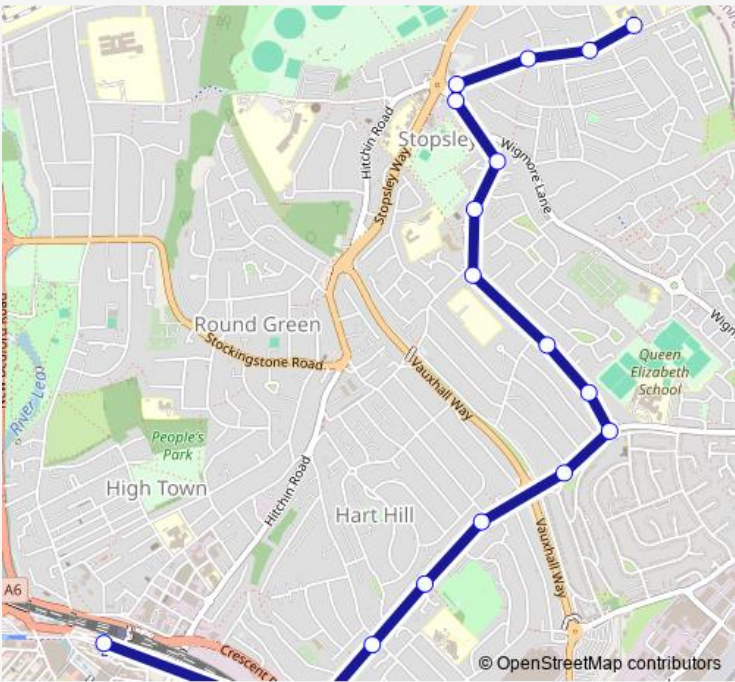 Hitchin Road
Stopsley
Stopsley Way
Wigmore Lane
Round Green
Stockingstone Road
Vauxhall Way
Queen
Elizabeth
School
River Lea
People's
Park
High Town
Hitchin Road
Hart Hill
Vauxhall Way
A6
Crescent
© OpenStreetMap contributors